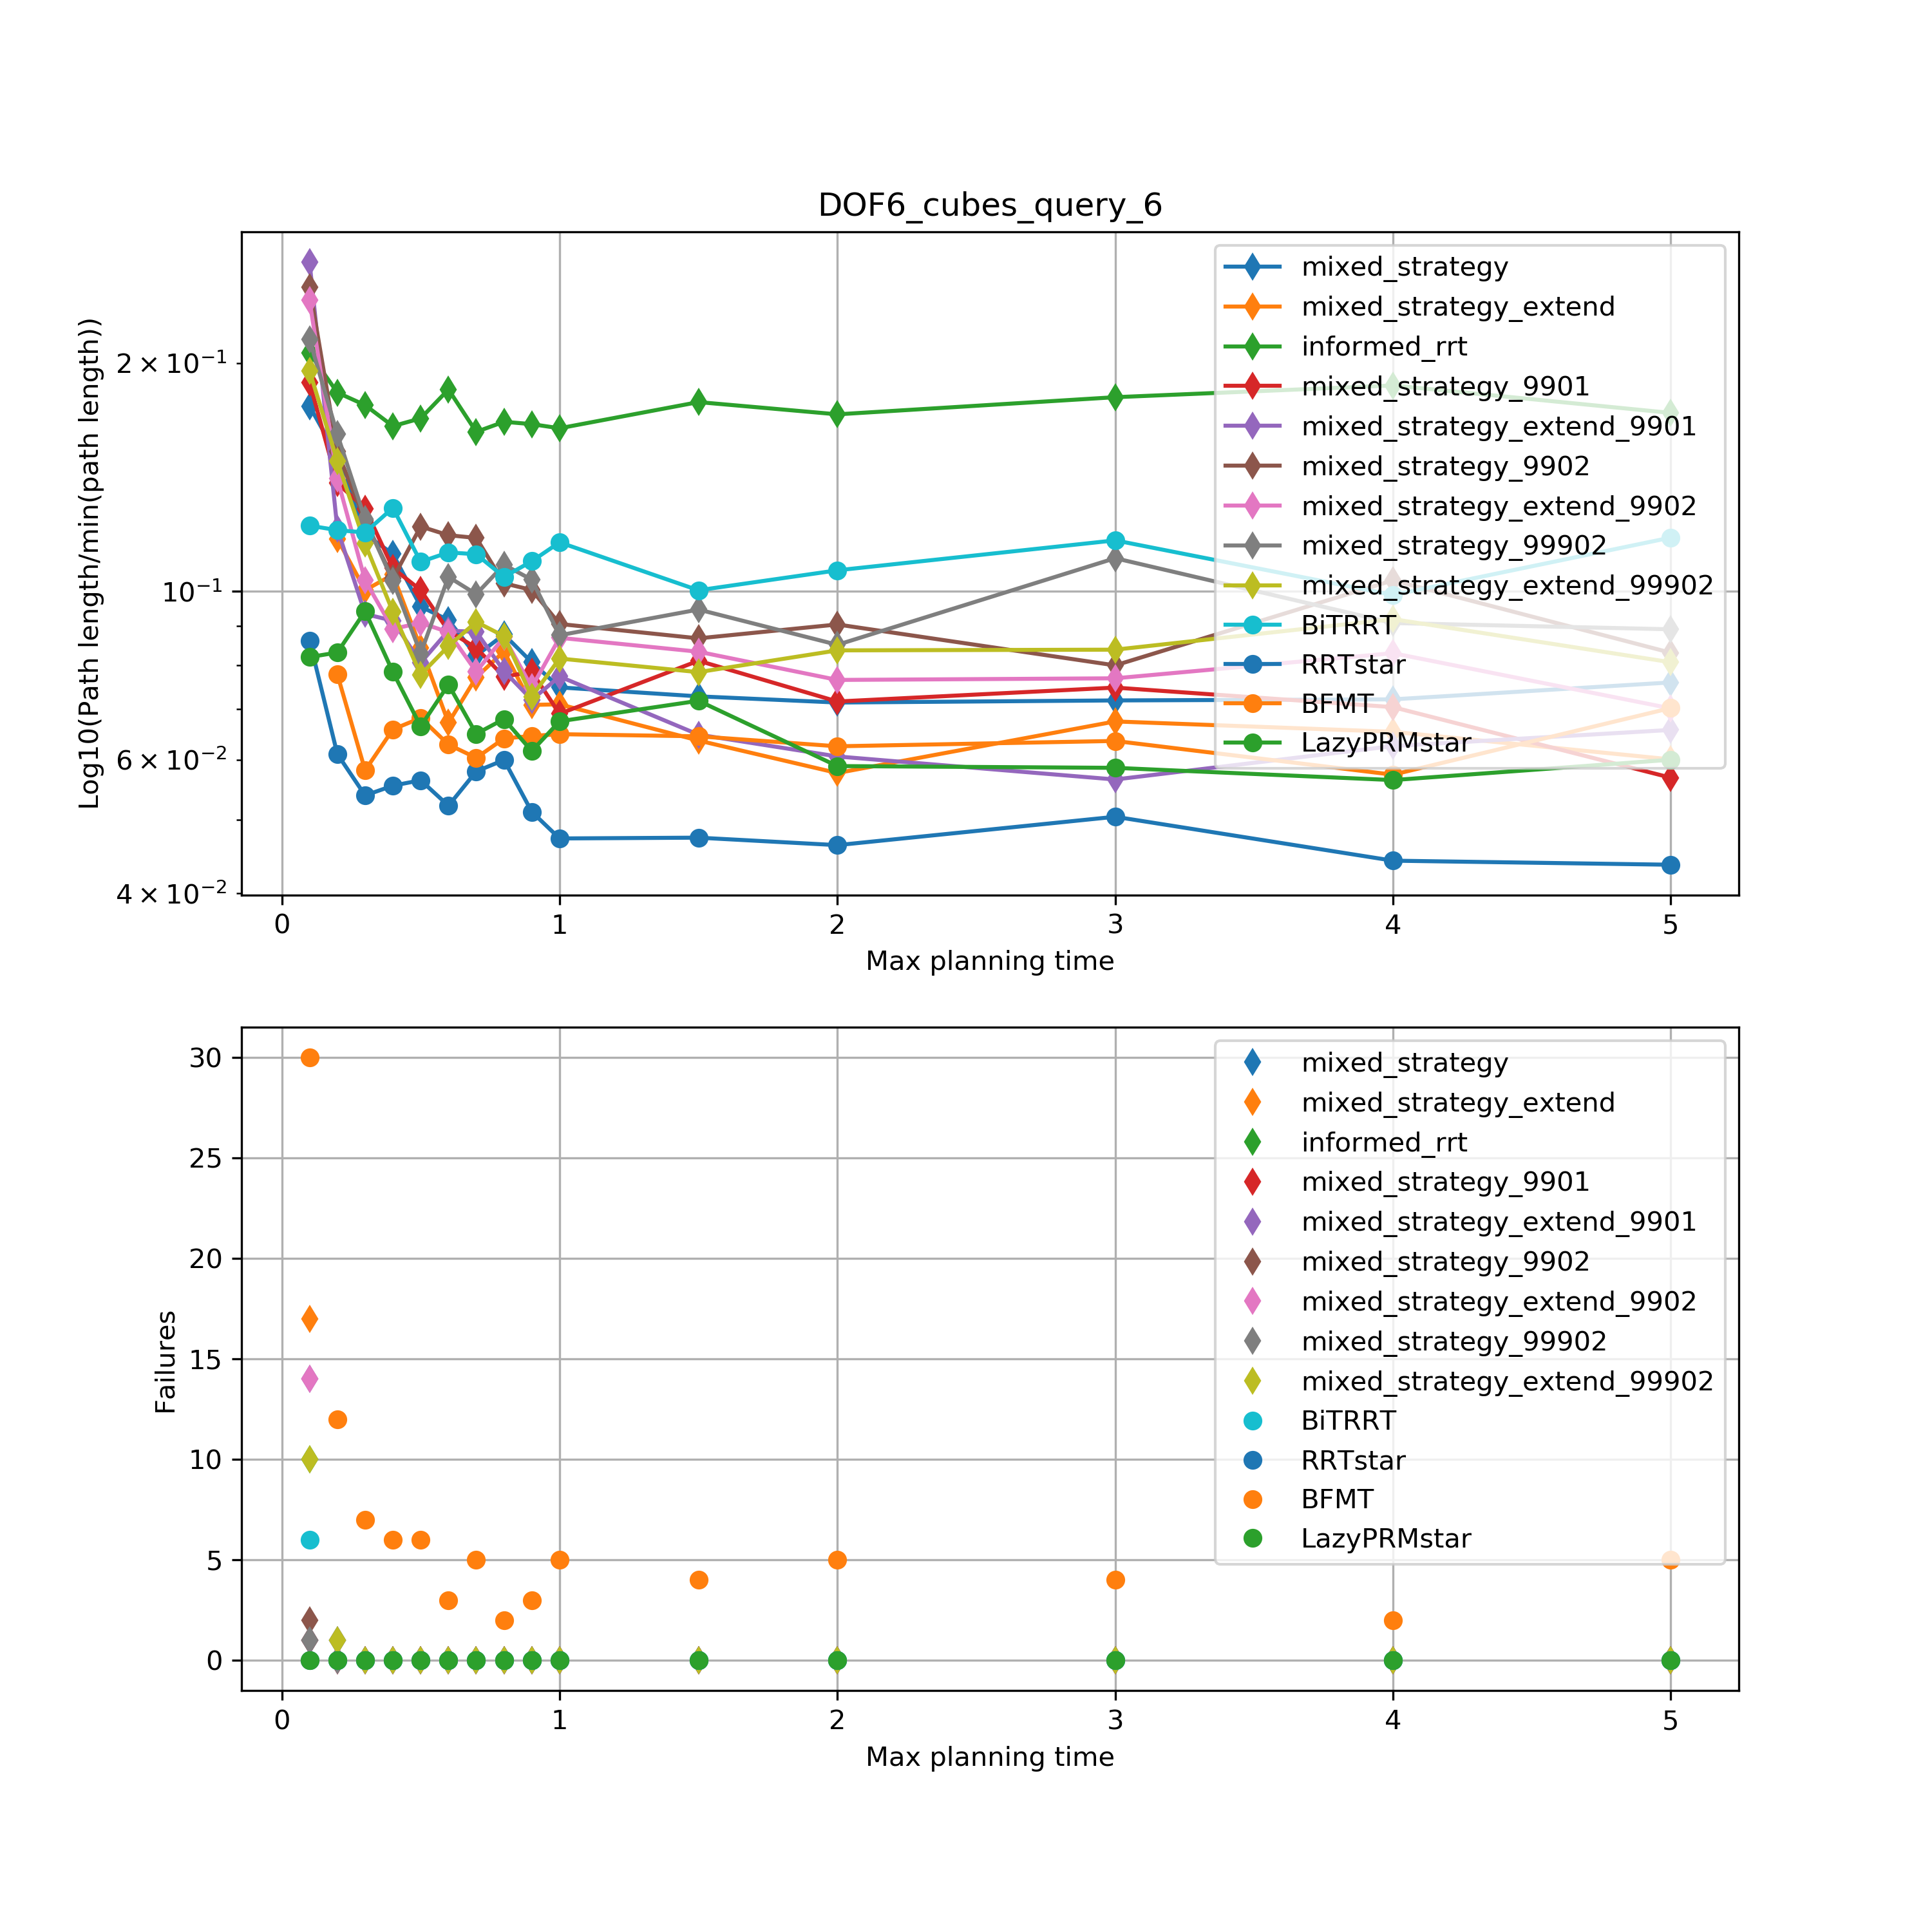 DOF6_cubes_query_6
Log10(Path length/min(path length))
2 × 10⁻¹
10⁻¹
6 × 10⁻²
4 × 10⁻²
mixed_strategy
mixed_strategy_extend
informed_rrt
mixed_strategy_9901
mixed_strategy_extend_9901
mixed_strategy_9902
mixed_strategy_extend_9902
mixed_strategy_99902
mixed_strategy_extend_99902
BiTRRT
RRTstar
BFMT
LazyPRMstar
0 1 2 3 4 5
Max planning time
Failures
30
25
20
15
10
5
0
mixed_strategy
mixed_strategy_extend
informed_rrt
mixed_strategy_9901
mixed_strategy_extend_9901
mixed_strategy_9902
mixed_strategy_extend_9902
mixed_strategy_99902
mixed_strategy_extend_99902
BiTRRT
RRTstar
BFMT
LazyPRMstar
0 1 2 3 4 5
Max planning time